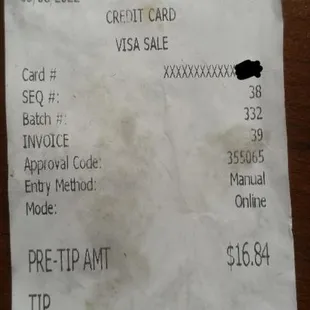 CREDIT CARD
VISA SALE
Card # XXXXXXXXXXXX
SEQ #: 38
Batch #: 332
INVOICE 39
Approval Code: 355065
Entry Method: Manual
Mode: Online
PRE-TIP AMT $16.84
TIP